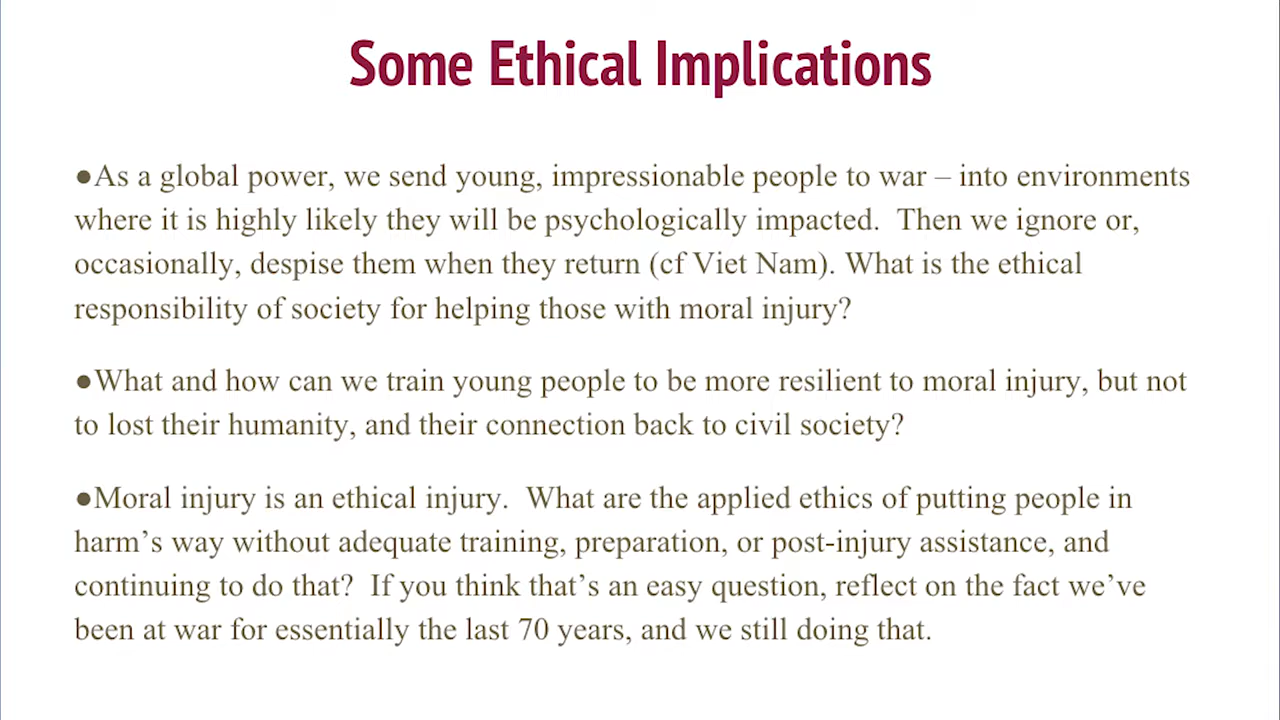 Some Ethical Implications
●As a global power, we send young, impressionable people to war – into environments
where it is highly likely they will be psychologically impacted.  Then we ignore or,
occasionally, despise them when they return (cf Viet Nam). What is the ethical
responsibility of society for helping those with moral injury?
●What and how can we train young people to be more resilient to moral injury, but not
to lost their humanity, and their connection back to civil society?
●Moral injury is an ethical injury.  What are the applied ethics of putting people in
harm’s way without adequate training, preparation, or post-injury assistance, and
continuing to do that?  If you think that’s an easy question, reflect on the fact we’ve
been at war for essentially the last 70 years, and we still doing that.